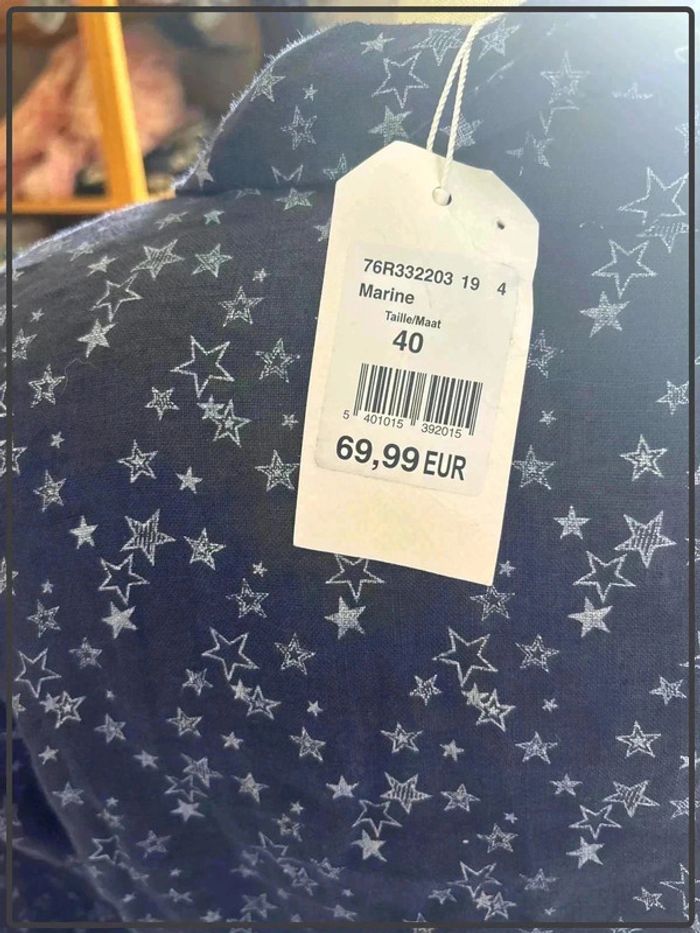 76R332203 19 4
Marine
Taille/Maat
40
5 401015 392015
69,99 EUR